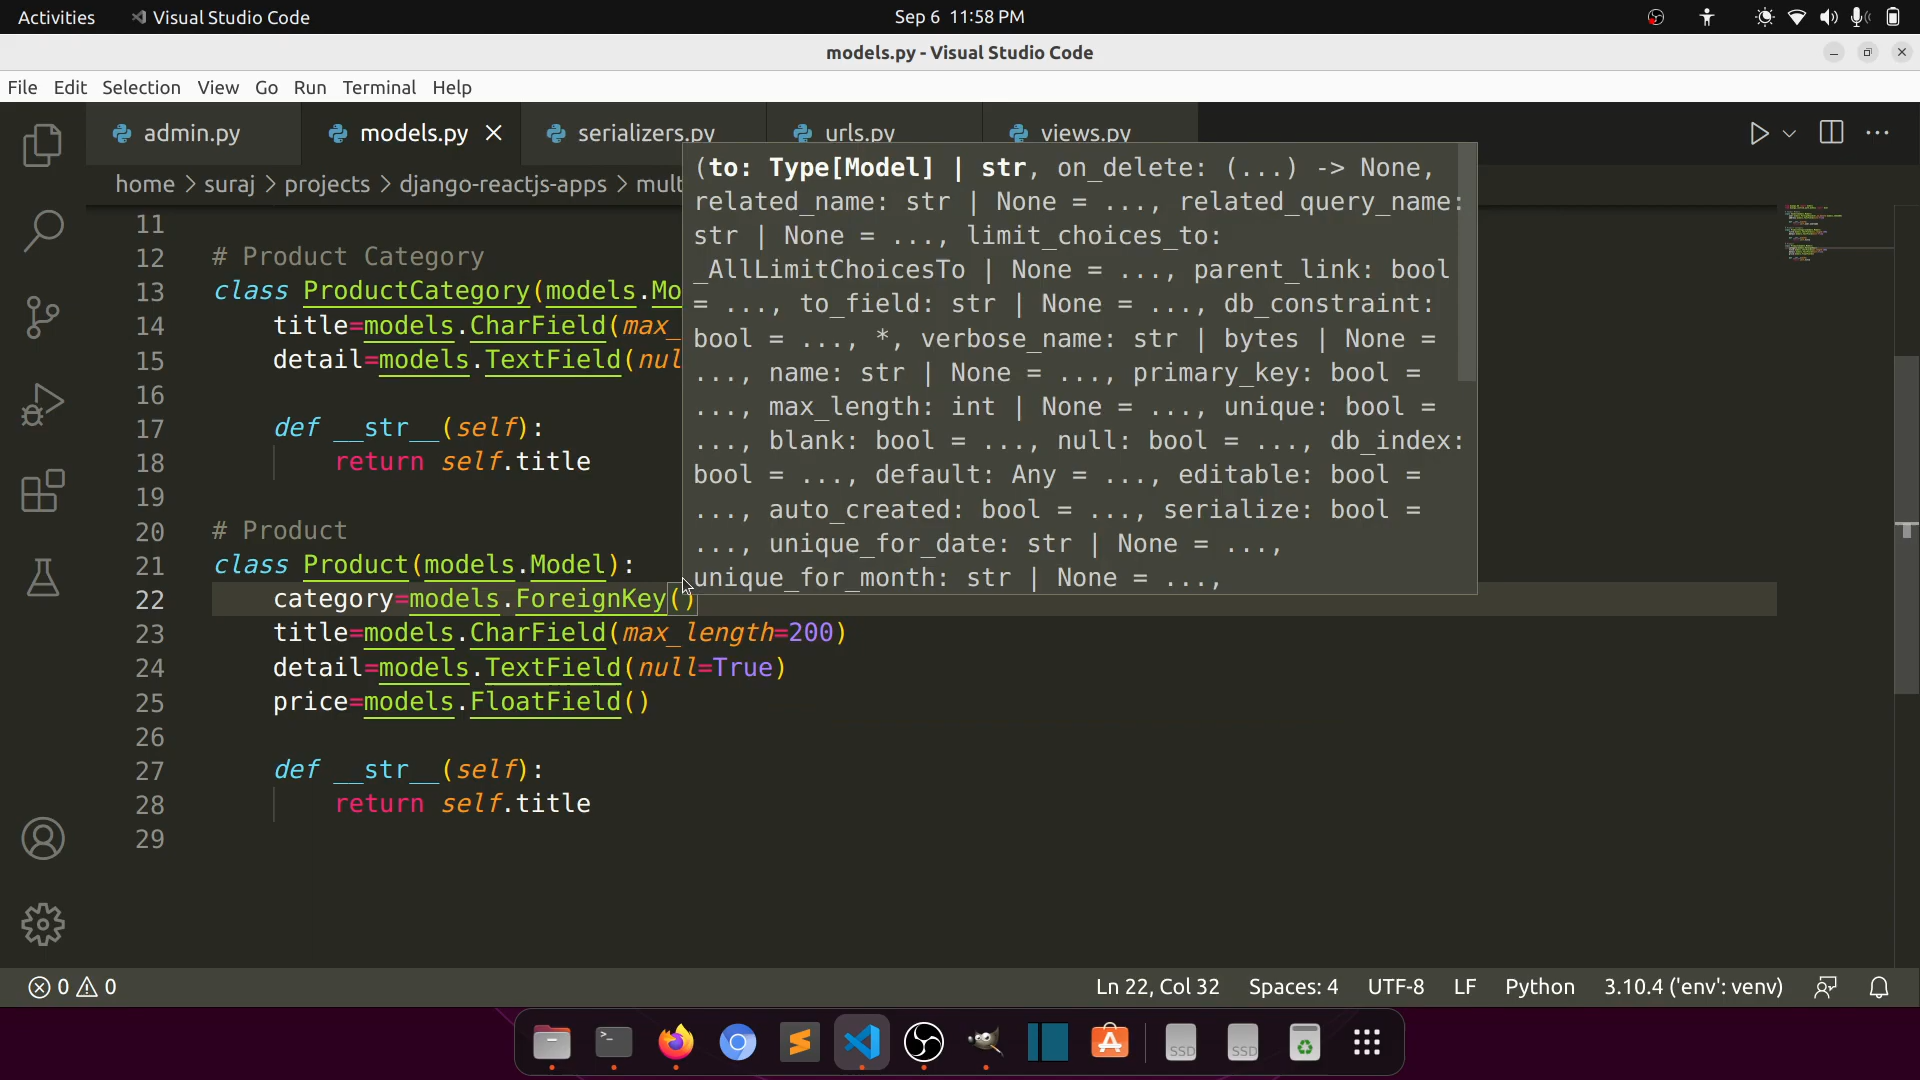 Activities
Visual Studio Code
Sep 6 11:58 PM
models.py - Visual Studio Code
File Edit Selection View Go Run Terminal Help
admin.py
models.py
serializers.py
urls.py
views.py
home > suraj > projects > django-reactjs-apps > mult
(to: Type[Model] | str, on_delete: (...) -> None,
related_name: str | None = ..., related_query_name:
str | None = ..., limit_choices_to:
_AllLimitChoicesTo | None = ..., parent_link: bool
= ..., to_field: str | None = ..., db_constraint:
bool = ..., *, verbose_name: str | bytes | None =
..., name: str | None = ..., primary_key: bool =
..., max_length: int | None = ..., unique: bool =
..., blank: bool = ..., null: bool = ..., db_index:
bool = ..., default: Any = ..., editable: bool =
..., auto_created: bool = ..., serialize: bool =
..., unique_for_date: str | None = ...,
unique_for_month: str | None = ...,
11
12 # Product Category
13 class ProductCategory(models.Mo
14 title=models.CharField(max_
15 detail=models.TextField(nul
16
17 def __str__(self):
18 return self.title
19
20 # Product
21 class Product(models.Model):
22 category=models.ForeignKey()
23 title=models.CharField(max_length=200)
24 detail=models.TextField(null=True)
25 price=models.FloatField()
26
27 def __str__(self):
28 return self.title
29
0 0
Ln 22, Col 32
Spaces: 4
UTF-8
LF
Python
3.10.4 ('env': venv)
SSD
SSD